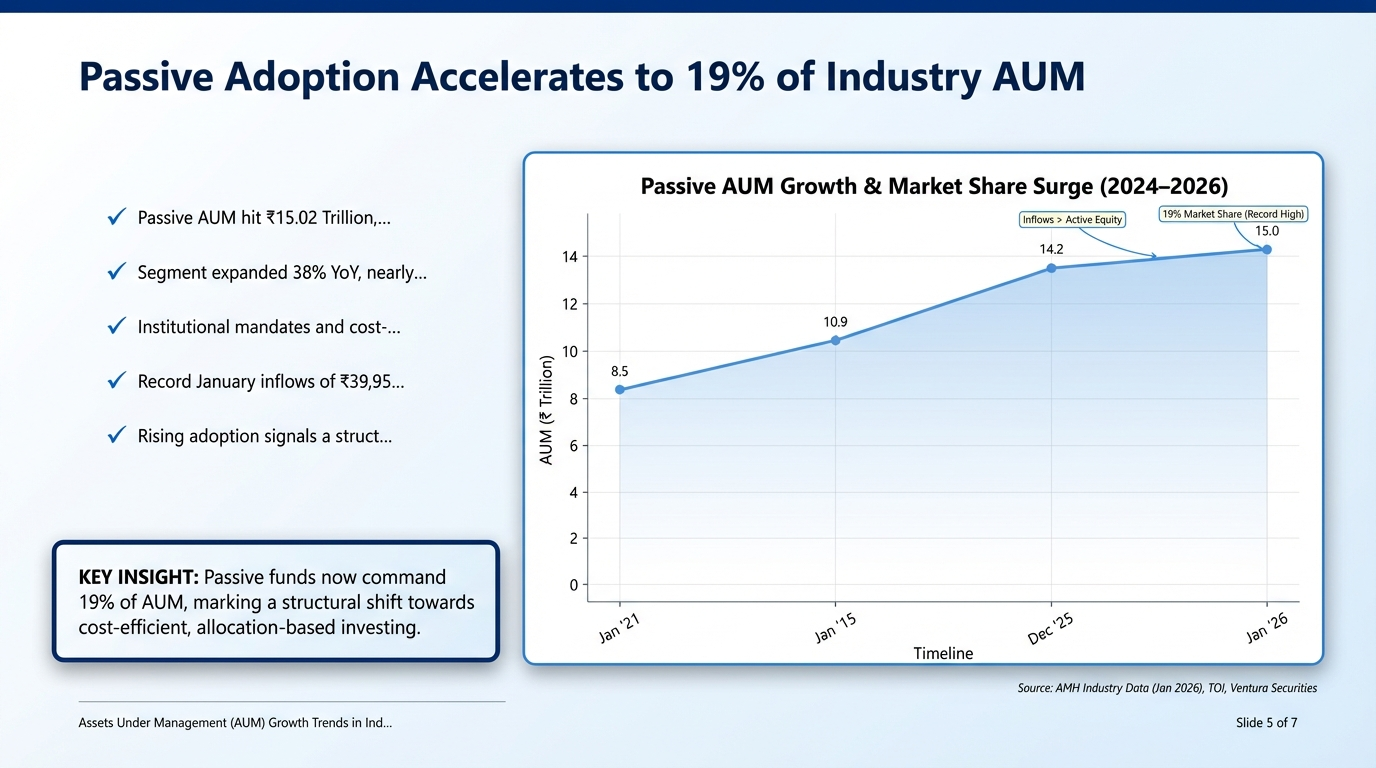 Passive Adoption Accelerates to 19% of Industry AUM
✓ Passive AUM hit ₹15.02 Trillion,...
✓ Segment expanded 38% YoY, nearly...
✓ Institutional mandates and cost-...
✓ Record January inflows of ₹39,95...
✓ Rising adoption signals a struct...
KEY INSIGHT: Passive funds now command
19% of AUM, marking a structural shift towards
cost-efficient, allocation-based investing.
Passive AUM Growth & Market Share Surge (2024–2026)
Inflows > Active Equity
19% Market Share (Record High)
15.0
14.2
10.9
8.5
AUM (₹ Trillion)
14
12
10
8
6
4
2
0
Jan '21
Jan '15
Dec '25
Jan '26
Timeline
Source: AMH Industry Data (Jan 2026), TOI, Ventura Securities
Assets Under Management (AUM) Growth Trends in Ind...
Slide 5 of 7